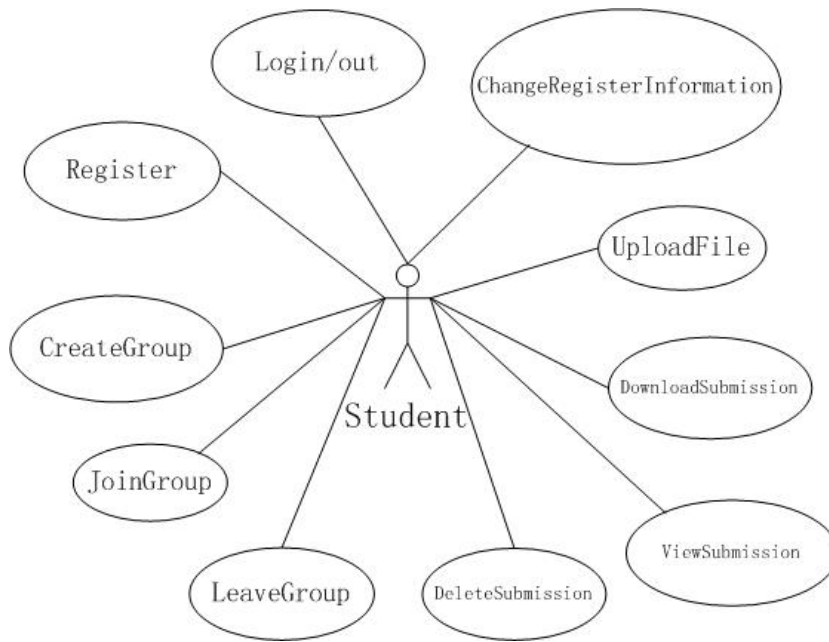 Login/out
ChangeRegisterInformation
Register
UploadFile
CreateGroup
DownloadSubmission
Student
JoinGroup
ViewSubmission
LeaveGroup
DeleteSubmission